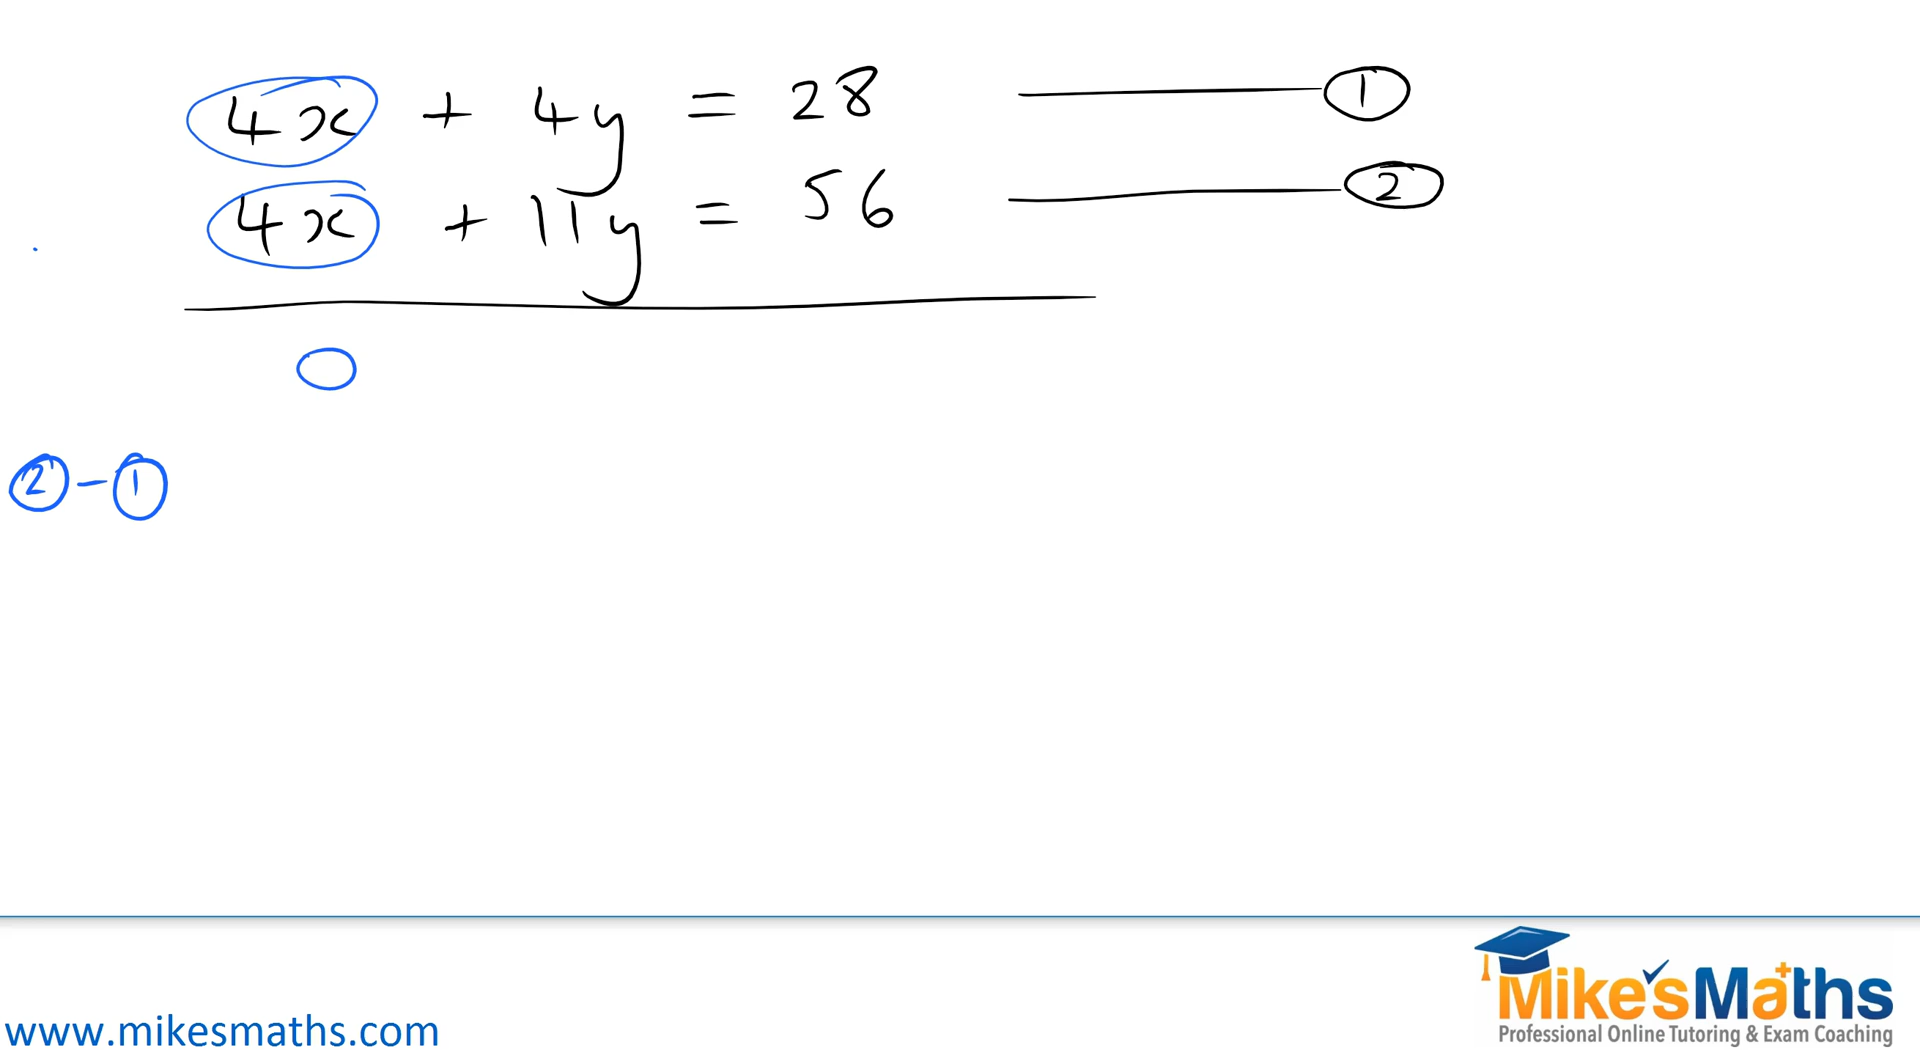 4x + 4y = 28 ——— ①
4x + 11y = 56 ——— ②
0
② - ①
www.mikesmaths.com
Mike's Maths
Professional Online Tutoring & Exam Coaching